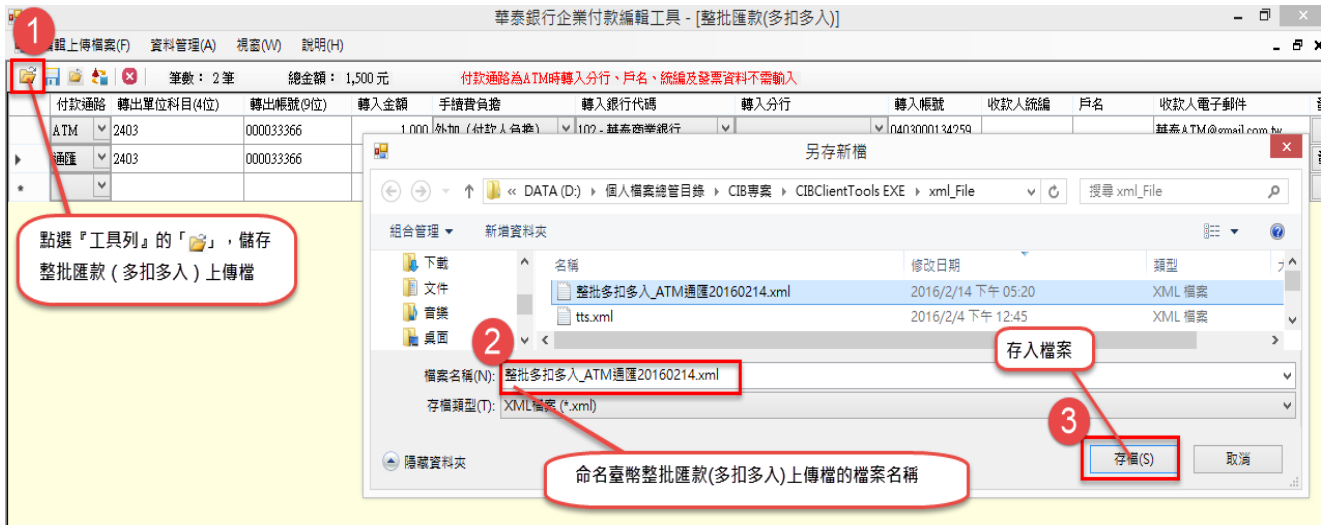 華泰銀行企業付款編輯工具 - [整批匯款(多扣多入)]
1
編輯上傳檔案(F) 資料管理(A) 視窗(W) 說明(H)
筆數： 2 筆 總金額： 1,500 元 付款通路為ATM時轉入分行、戶名、統編及發票資料不需輸入
付款通路 轉出單位科目(4位) 轉出帳號(9位) 轉入金額 手續費負擔 轉入銀行代碼 轉入分行 轉入帳號 收款人統編 戶名 收款人電子郵件
ATM 2403 000033366 1,000 外加 (付款人負擔) 102 - 華泰商業銀行 0403000134259 華泰ATM@gmail.com.tw
通匯 2403 000033366
另存新檔
« DATA (D:) 個人檔案總管目錄 CIB專案 CIBClientTools EXE xml_File 搜尋 xml_File
組合管理 新增資料夾
下載
文件
音樂
桌面
名稱 修改日期 類型
整批多扣多入_ATM通匯20160214.xml 2016/2/14 下午 05:20 XML 檔案
tts.xml 2016/2/4 下午 12:45 XML 檔案
點選『工具列』的「」，儲存
整批匯款 ( 多扣多入 ) 上傳檔
2
存入檔案
檔案名稱(N): 整批多扣多入_ATM通匯20160214.xml
存檔類型(T): XML檔案 (*.xml)
3
隱藏資料夾
存檔(S) 取消
命名臺幣整批匯款(多扣多入)上傳檔的檔案名稱